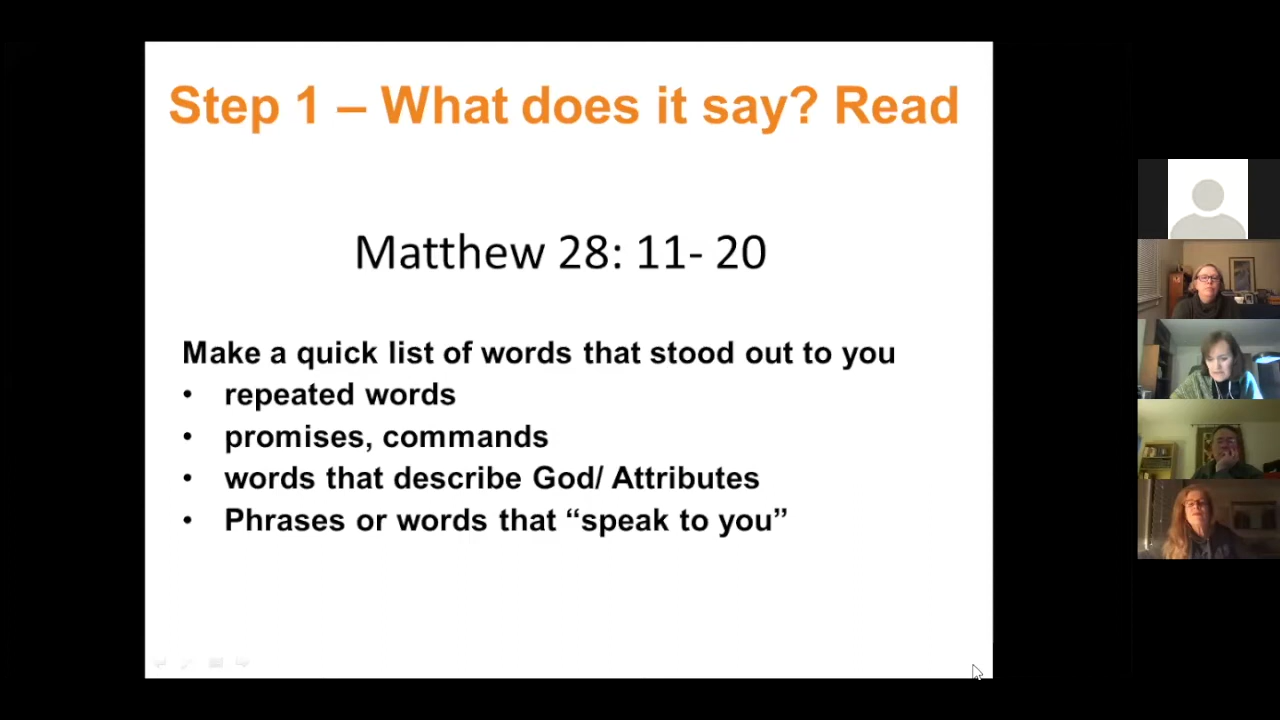 Step 1 – What does it say? Read
Matthew 28: 11- 20
Make a quick list of words that stood out to you
• repeated words
• promises, commands
• words that describe God/ Attributes
• Phrases or words that “speak to you”